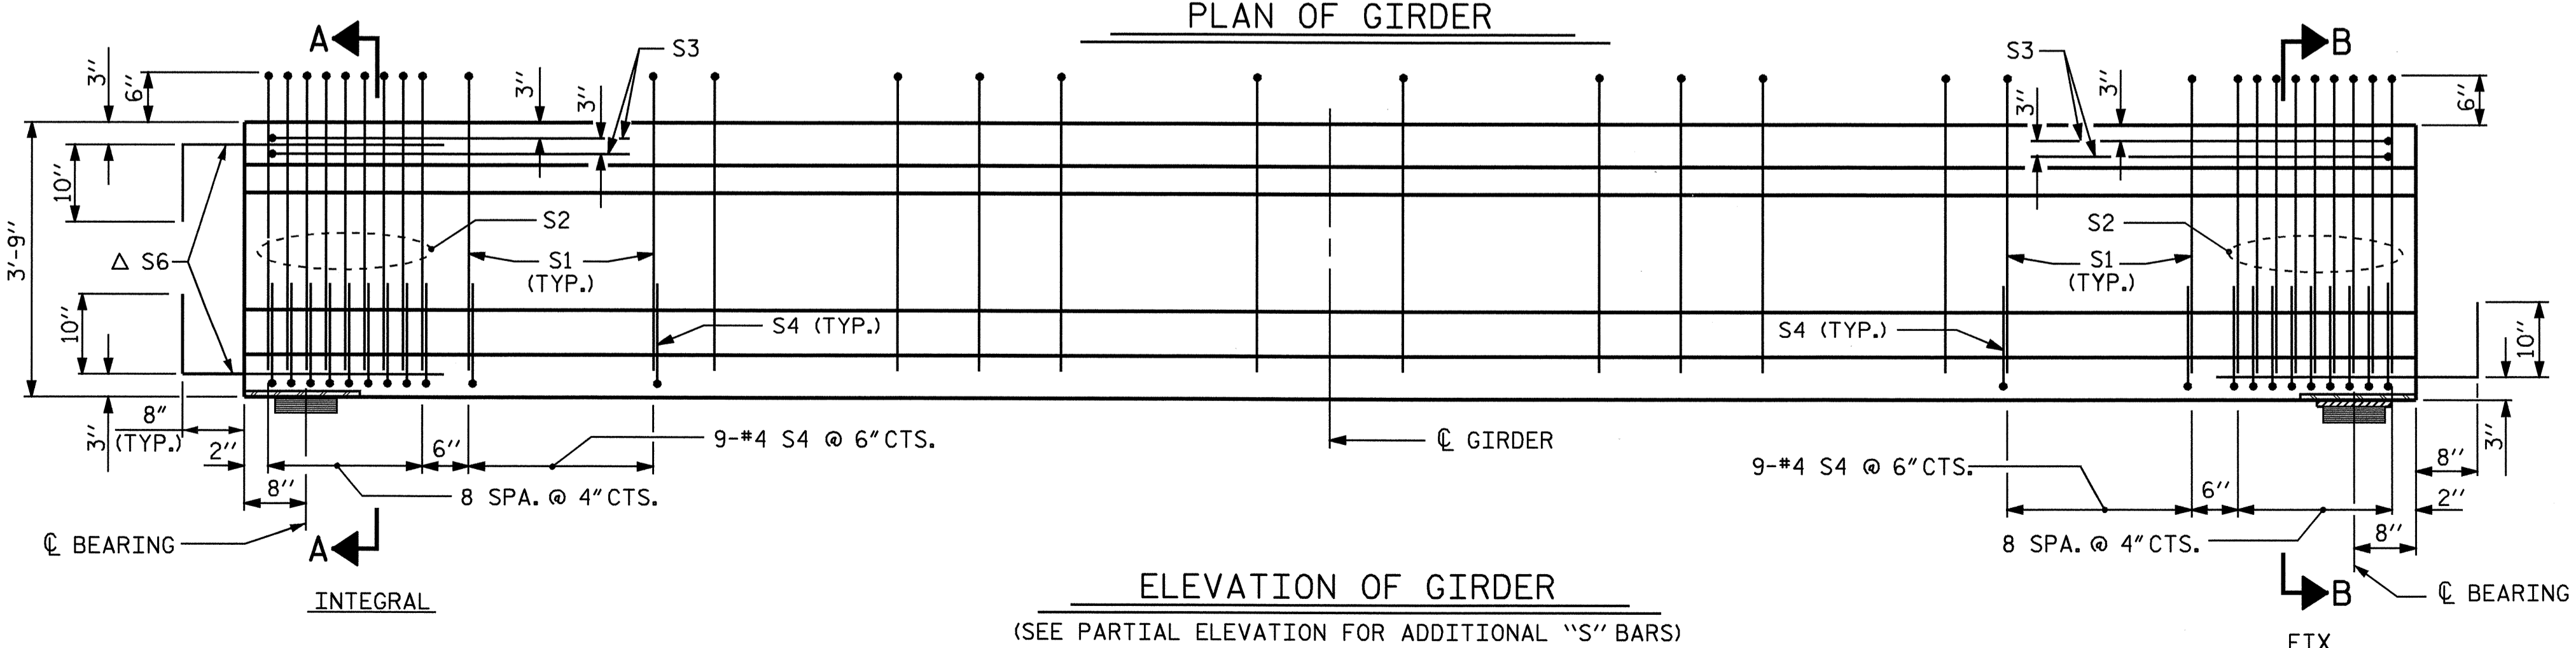 PLAN OF GIRDER
A
B
S3
S3
3"
6"
3"
3"
3"
3"
6"
3'-9"
10"
S2
S2
△ S6
S1
(TYP.)
S1
(TYP.)
10"
S4 (TYP.)
S4 (TYP.)
10"
8"
(TYP.)
3"
2"
6"
9-#4 S4 @ 6" CTS.
℄ GIRDER
9-#4 S4 @ 6" CTS.
8"
3"
8"
8 SPA. @ 4" CTS.
6"
2"
℄ BEARING
A
8 SPA. @ 4" CTS.
8"
INTEGRAL
ELEVATION OF GIRDER
B
℄ BEARING
(SEE PARTIAL ELEVATION FOR ADDITIONAL "S" BARS)
FIX